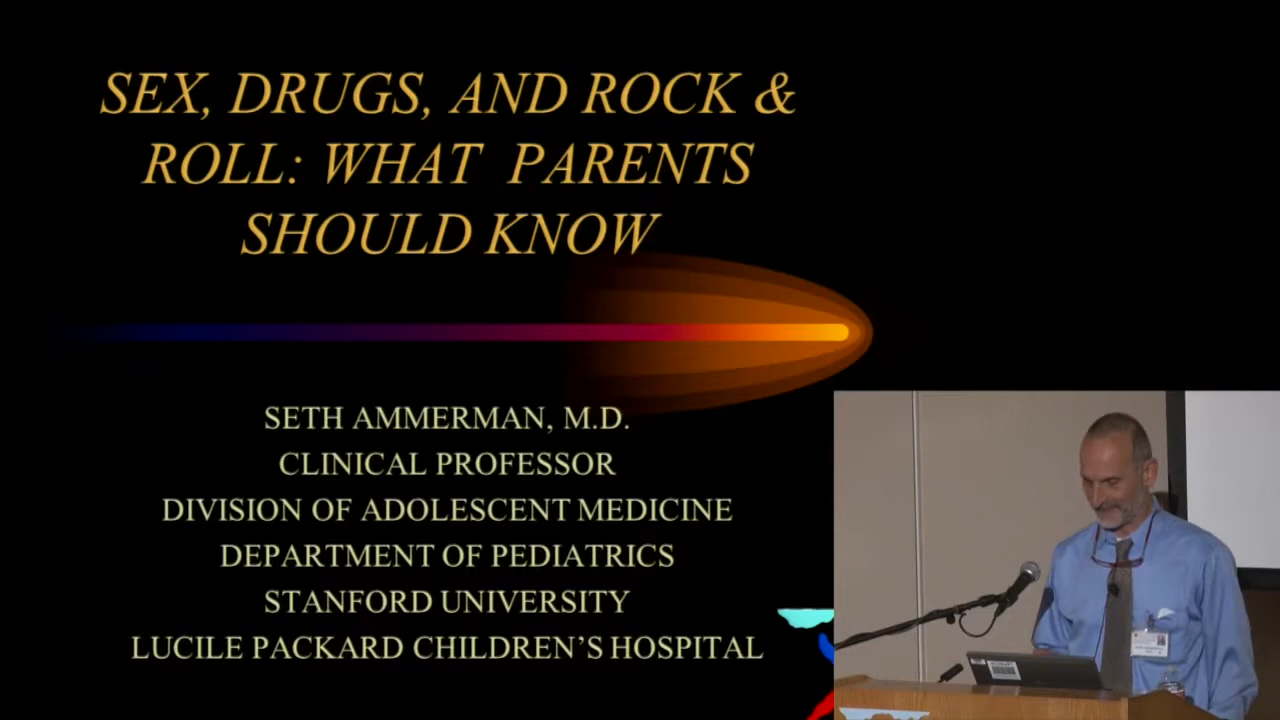 SEX, DRUGS, AND ROCK &
ROLL: WHAT PARENTS
SHOULD KNOW
SETH AMMERMAN, M.D.
CLINICAL PROFESSOR
DIVISION OF ADOLESCENT MEDICINE
DEPARTMENT OF PEDIATRICS
STANFORD UNIVERSITY
LUCILE PACKARD CHILDREN'S HOSPITAL